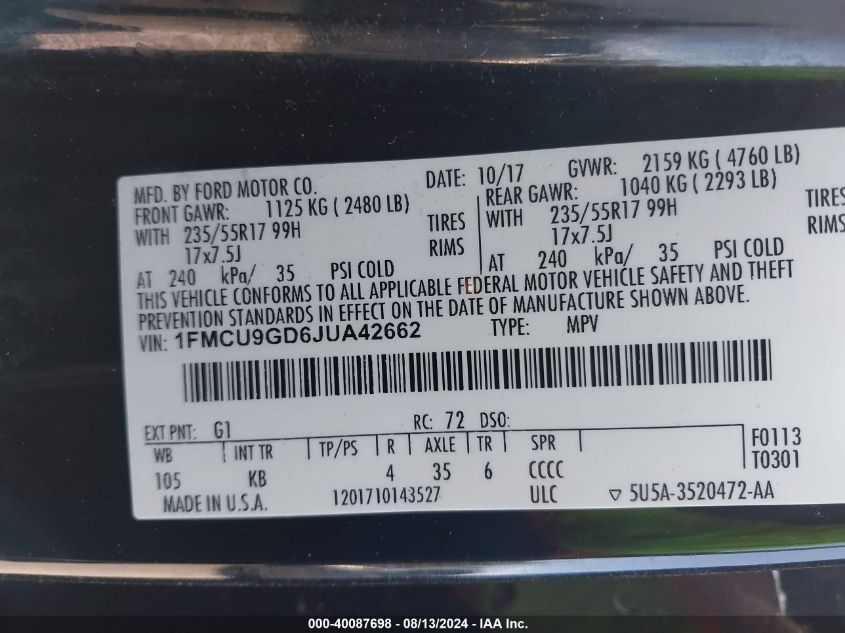 MFD. BY FORD MOTOR CO. DATE: 10/17 GVWR: 2159 KG ( 4760 LB)
FRONT GAWR: 1125 KG ( 2480 LB) REAR GAWR: 1040 KG ( 2293 LB)
WITH 235/55R17 99H TIRES WITH 235/55R17 99H TIRES
17x7.5J RIMS 17x7.5J RIMS
AT 240 kPa/ 35 PSI COLD AT 240 kPa/ 35 PSI COLD
THIS VEHICLE CONFORMS TO ALL APPLICABLE FEDERAL MOTOR VEHICLE SAFETY AND THEFT
PREVENTION STANDARDS IN EFFECT ON THE DATE OF MANUFACTURE SHOWN ABOVE.
VIN: 1FMCU9GD6JUA42662 TYPE: MPV
EXT PNT: G1 RC: 72 DSO:
WB INT TR TP/PS R AXLE TR SPR F0113
105 KB 4 35 6 CCCC T0301
MADE IN U.S.A. 1201710143527 ULC ▽ 5U5A-3520472-AA
000-40087698 - 08/13/2024 - IAA Inc.